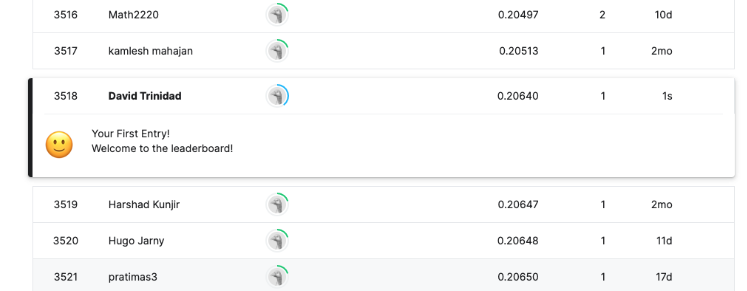 3516 Math2220 0.20497 2 10d
3517 kamlesh mahajan 0.20513 1 2mo
3518 David Trinidad 0.20640 1 1s
Your First Entry!
Welcome to the leaderboard!
3519 Harshad Kunjir 0.20647 1 2mo
3520 Hugo Jarny 0.20648 1 11d
3521 pratimas3 0.20650 1 17d